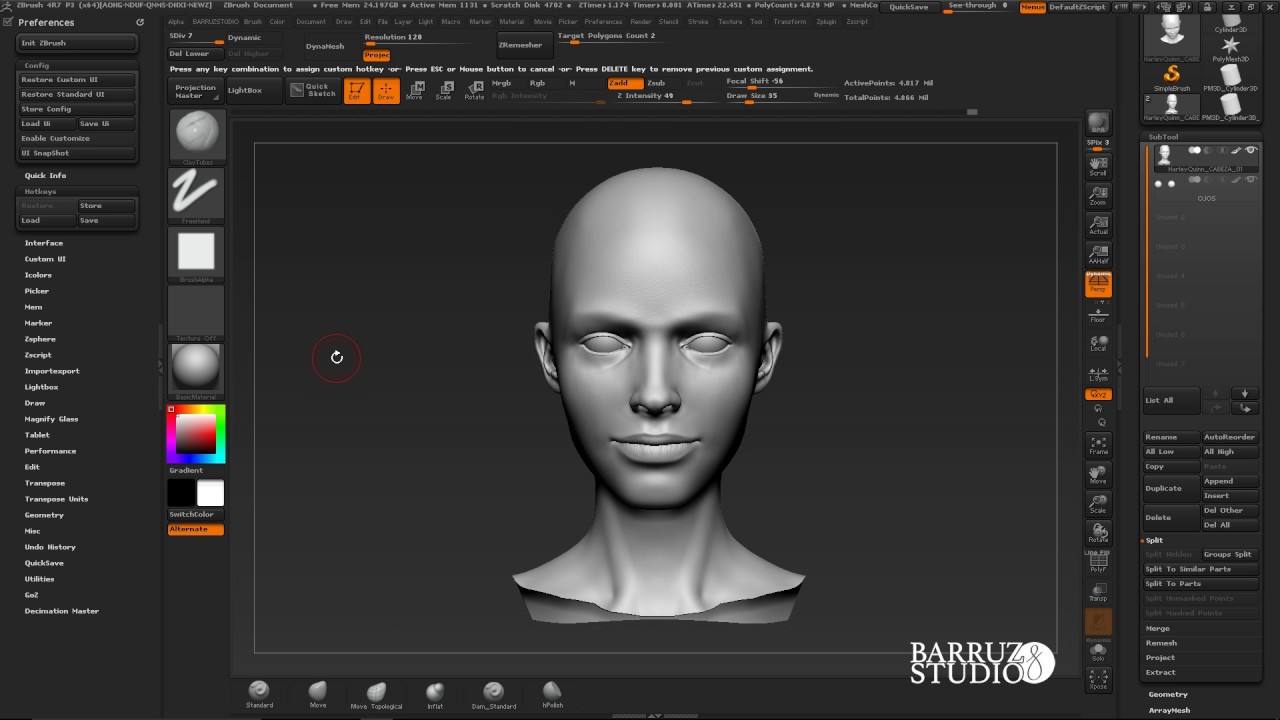 ZBrush 4R7 P3 (x64)[AOHG-NDUF-QNMS-DHXI-NEWZ] ZBrush Document • Free Mem 24.197GB • Active Mem 1131 • Scratch Disk 4702 • ZTime▸1.174 Timer▸0.001 ATime▸22.451 • PolyCount▸4.829 MP • MeshCo QuickSave See-through 0 Menus DefaultZScript
Preferences
Alpha BARRUZSTUDIO Brush Color Document Draw Edit File Layer Light Macro Marker Material Movie Picker Preferences Render Stencil Stroke Texture Tool Transform Zplugin Zscript
Init ZBrush
Config
Restore Custom UI
Restore Standard UI
Store Config
Load Ui Save Ui
Enable Customize
UI SnapShot
Quick Info
Hotkeys
Restore Store
Load Save
Interface
Custom UI
Icolors
Picker
Mem
Marker
Zsphere
Zscript
Importexport
Lightbox
Draw
Magnify Glass
Tablet
Performance
Edit
Transpose
Transpose Units
Geometry
Misc
Undo History
QuickSave
Utilities
GoZ
Decimation Master
SDiv 7
Del Lower
Dynamic
Del Higher
DynaMesh
Resolution 128
Projec
ZRemesher
Target Polygons Count 2
Press any key combination to assign custom hotkey -or- Press ESC or Mouse button to cancel -or- Press DELETE key to remove previous custom assignment.
Projection
Master
LightBox
Quick
Sketch
Edit
Draw
Move
Scale
Rotate
Mrgb Rgb M
Rgb Intensity
Zadd Zsub
Z Intensity 49
Focal Shift -56
Draw Size 35
Dynamic
ActivePoints: 4.817 Mil
TotalPoints: 4.866 Mil
ClayTubes
FreeHand
BrushAlpha
Texture Off
BasicMaterial
Gradient
SwitchColor
Alternate
BPR
SPix 3
Scroll
Zoom
Actual
AAHalf
Dynamic
Persp
Floor
Local
L.Sym
XYZ
Frame
Move
Scale
Rotate
Line Fill
PolyF
Transp
Dynamic
Solo
Xpose
Cylinder3D
HarleyQuinn_CABE
PolyMesh3D
SimpleBrush
PM3D_Cylinder3D
2
HarleyQuinn_CABE
PM3D_Cylinder3D_
SubTool
HarleyQuinn_CABEZA_01
OJOS
Unused 2
Unused 3
Unused 4
Unused 5
Unused 6
Unused 7
List All
Rename AutoReorder
All Low All High
Copy Paste
Duplicate
Append
Insert
Delete
Del Other
Del All
Split
Split Hidden Groups Split
Split To Similar Parts
Split To Parts
Split Unmasked Points
Split Masked Points
Merge
Remesh
Project
Extract
Geometry
ArrayMesh
Standard
Move
Move Topological
Inflat
Dam_Standard
hPolish
BARRUZ &
STUDIO